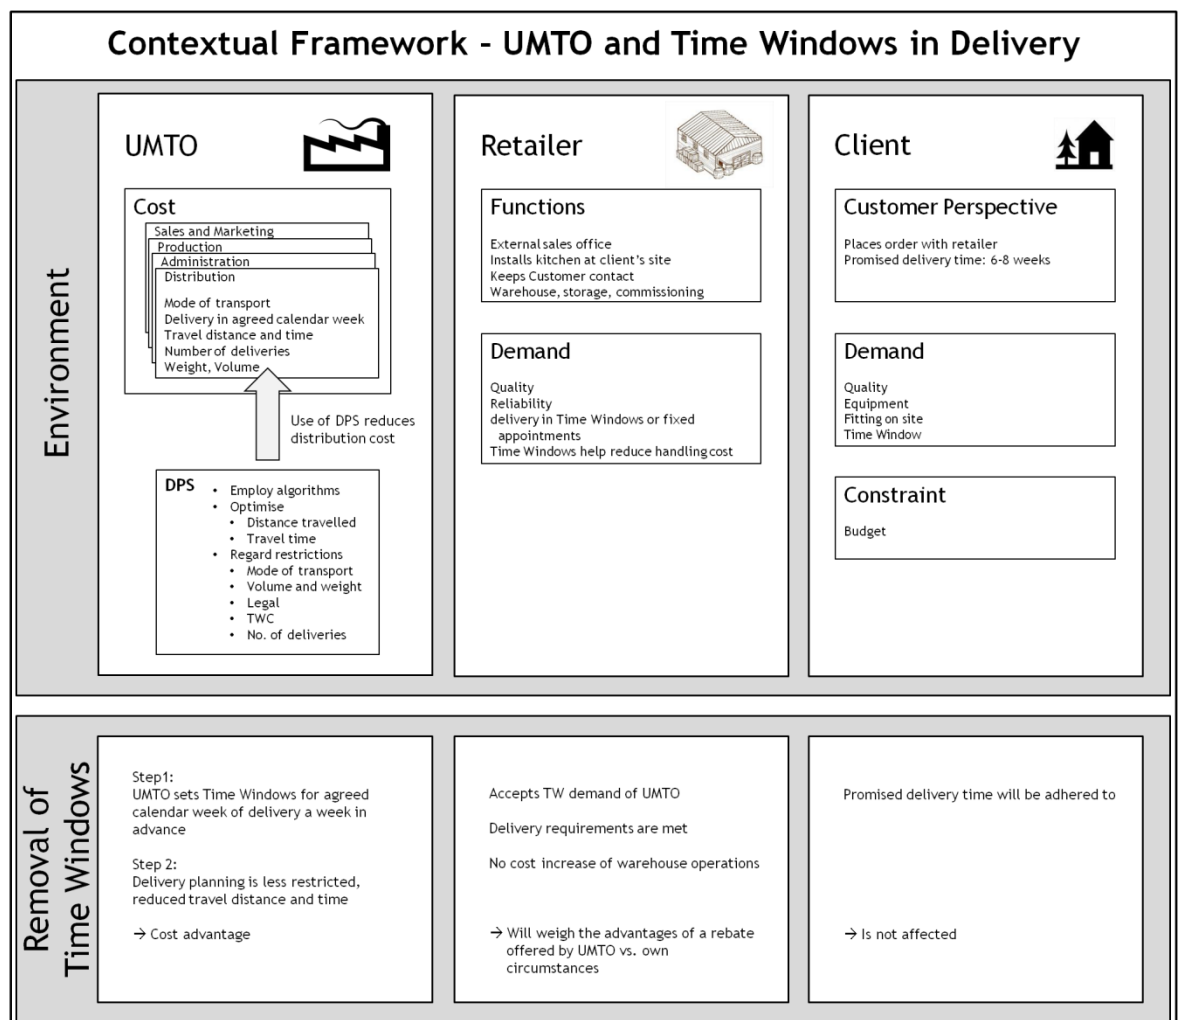 Contextual Framework - UMTO and Time Windows in Delivery
Environment
UMTO
Cost
Sales and Marketing
Production
Administration
Distribution
Mode of transport
Delivery in agreed calendar week
Travel distance and time
Number of deliveries
Weight, Volume
Use of DPS reduces
distribution cost
DPS
• Employ algorithms
• Optimise
• Distance travelled
• Travel time
• Regard restrictions
• Mode of transport
• Volume and weight
• Legal
• TWC
• No. of deliveries
Retailer
Functions
External sales office
Installs kitchen at client's site
Keeps Customer contact
Warehouse, storage, commissioning
Demand
Quality
Reliability
delivery in Time Windows or fixed
appointments
Time Windows help reduce handling cost
Client
Customer Perspective
Places order with retailer
Promised delivery time: 6-8 weeks
Demand
Quality
Equipment
Fitting on site
Time Window
Constraint
Budget
Removal of
Time Windows
Step1:
UMTO sets Time Windows for agreed
calendar week of delivery a week in
advance
Step 2:
Delivery planning is less restricted,
reduced travel distance and time
→ Cost advantage
Accepts TW demand of UMTO
Delivery requirements are met
No cost increase of warehouse operations
→ Will weigh the advantages of a rebate
offered by UMTO vs. own
circumstances
Promised delivery time will be adhered to
→ Is not affected